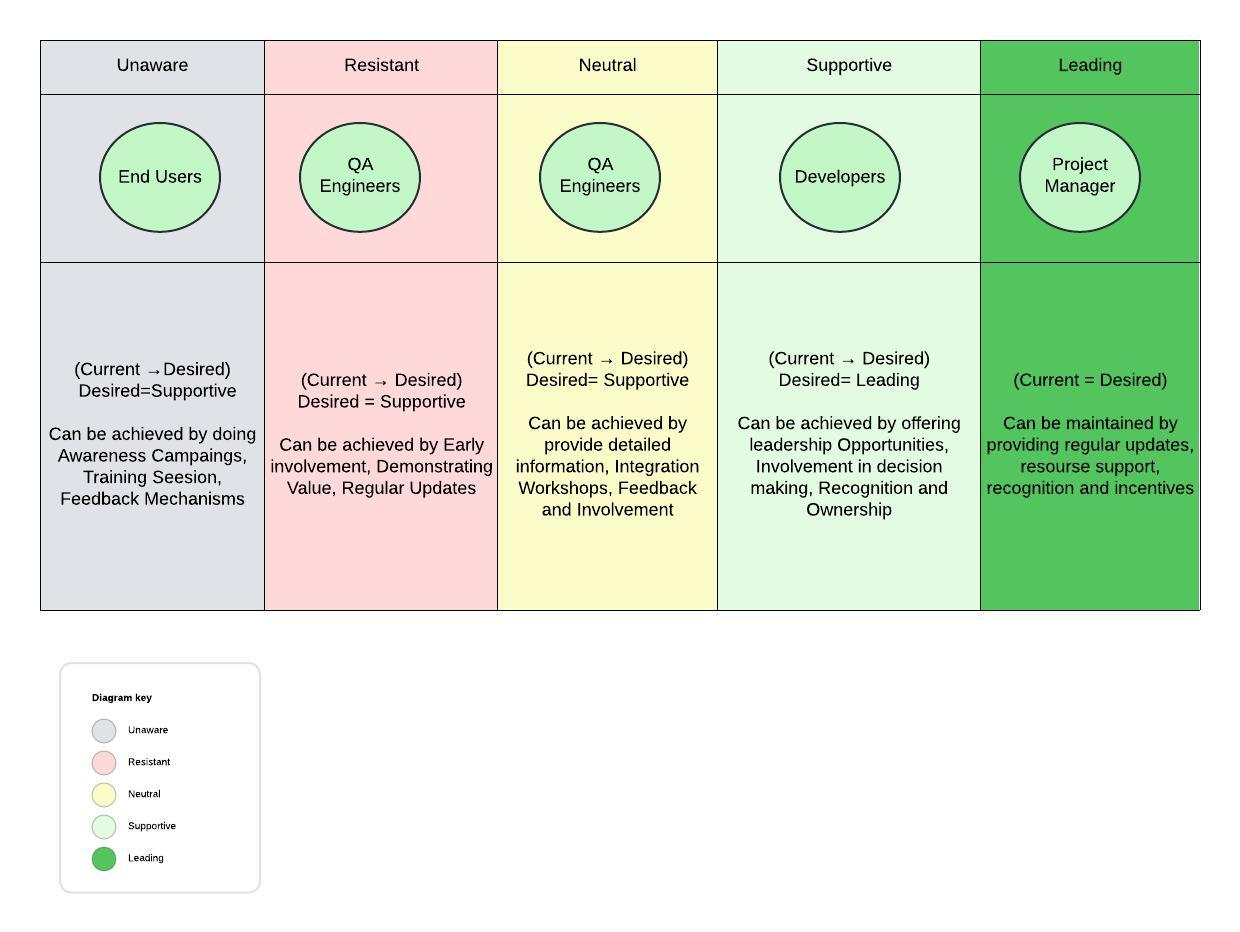 Unaware
Resistant
Neutral
Supportive
Leading
End Users
QA
Engineers
QA
Engineers
Developers
Project
Manager
(Current →Desired)
Desired=Supportive
Can be achieved by doing
Awareness Campaings,
Training Seesion,
Feedback Mechanisms
(Current → Desired)
Desired = Supportive
Can be achieved by Early
involvement, Demonstrating
Value, Regular Updates
(Current → Desired)
Desired= Supportive
Can be achieved by
provide detailed
information, Integration
Workshops, Feedback
and Involvement
(Current → Desired)
Desired= Leading
Can be achieved by offering
leadership Opportunities,
Involvement in decision
making, Recognition and
Ownership
(Current = Desired)
Can be maintained by
providing regular updates,
resourse support,
recognition and incentives
Diagram key
Unaware
Resistant
Neutral
Supportive
Leading